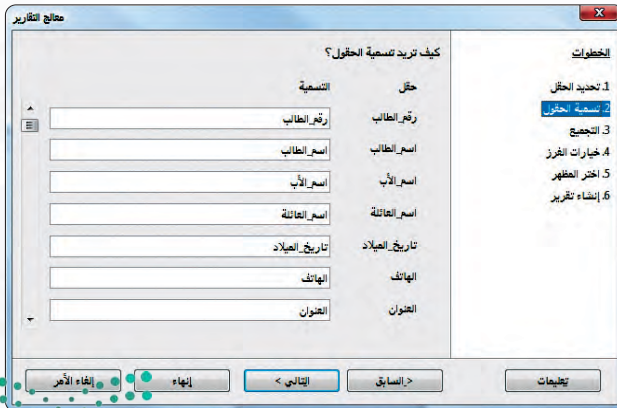 معالج التقارير
الخطوات
1. تحديد الحقل
2. تسمية الحقول
3. التجميع
4. خيارات الفرز
5. اختر المظهر
6. إنشاء تقرير
كيف تريد تسمية الحقول؟
حقل التسمية
رقم_الطالب رقم_الطالب
اسم_الطالب اسم_الطالب
اسم_الأب اسم_الأب
اسم_العائلة اسم_العائلة
تاريخ_الميلاد تاريخ_الميلاد
الهاتف الهاتف
العنوان العنوان
تعليمات < السابق التالي > إنهاء إلغاء الأمر